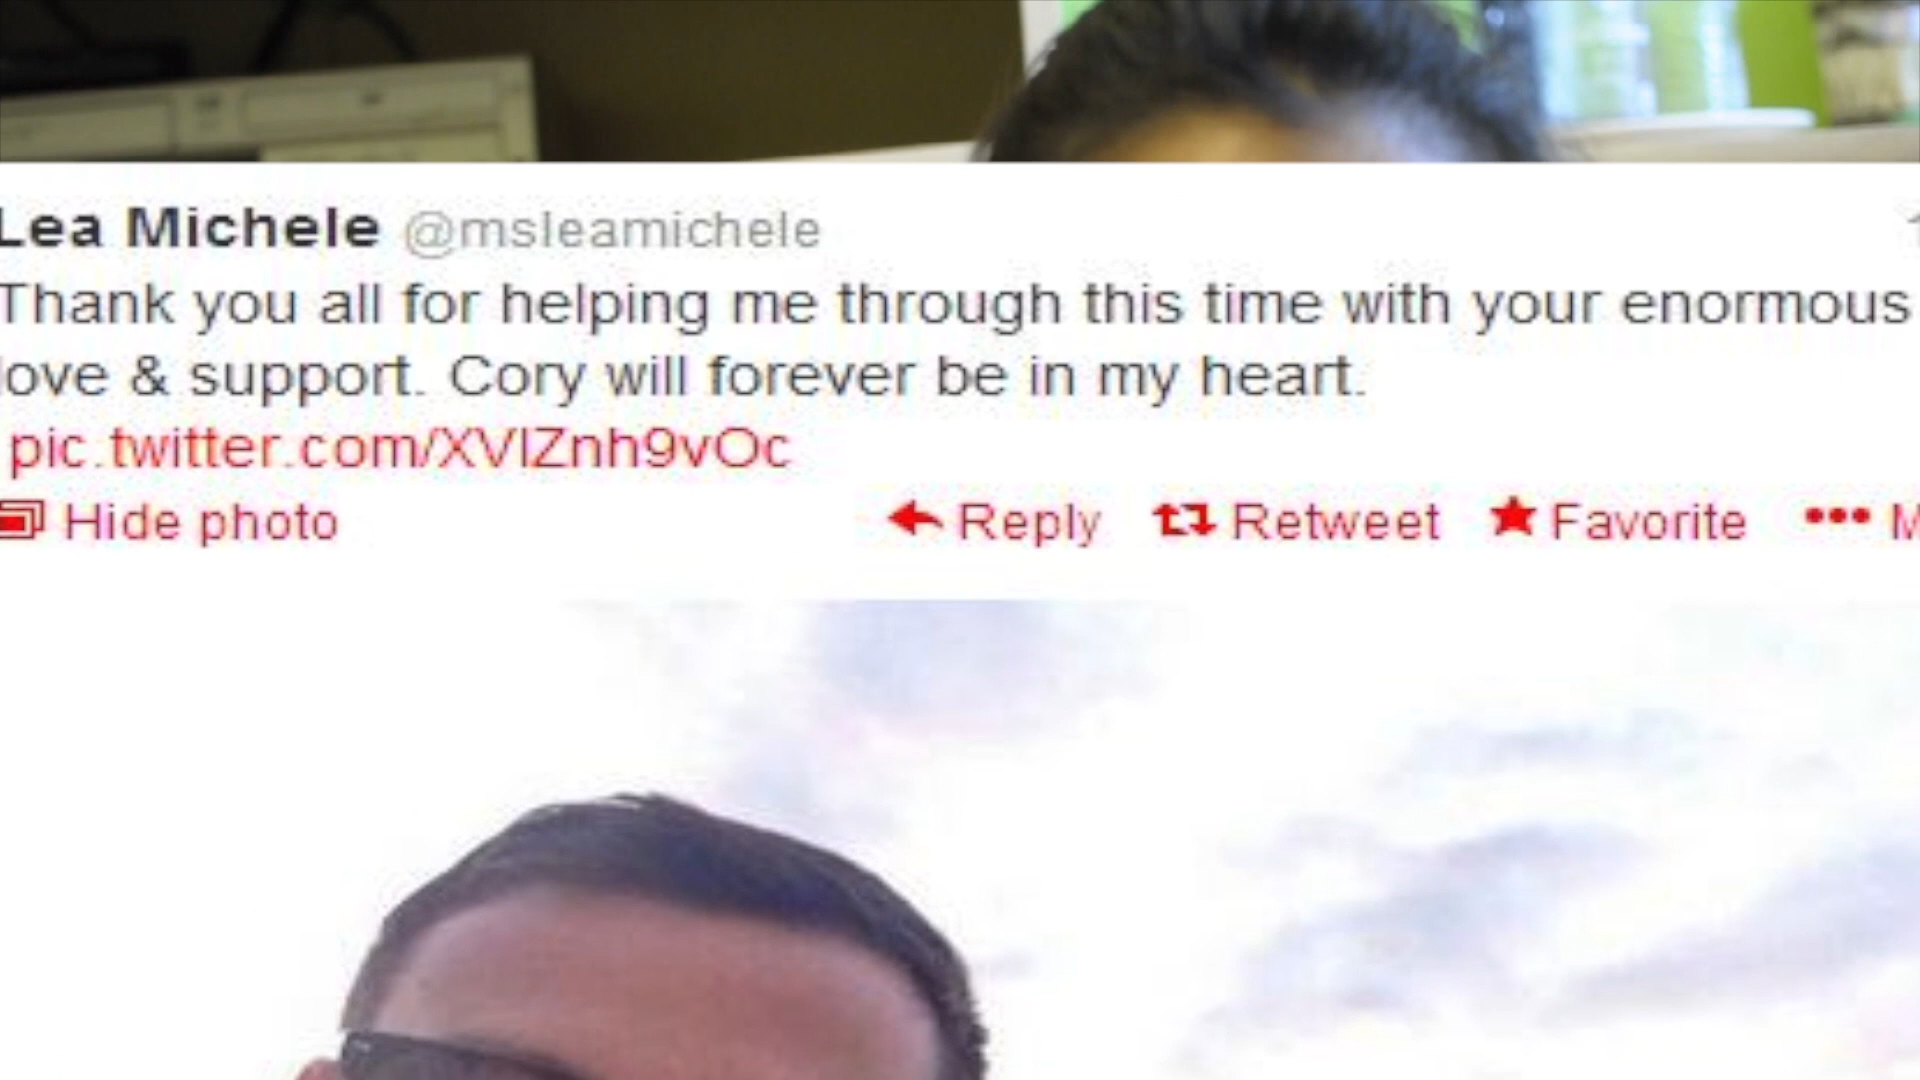 Lea Michele @msleamichele
Thank you all for helping me through this time with your enormous
love & support. Cory will forever be in my heart.
pic.twitter.com/XVIZnh9vOc
Hide photo Reply Retweet Favorite •••